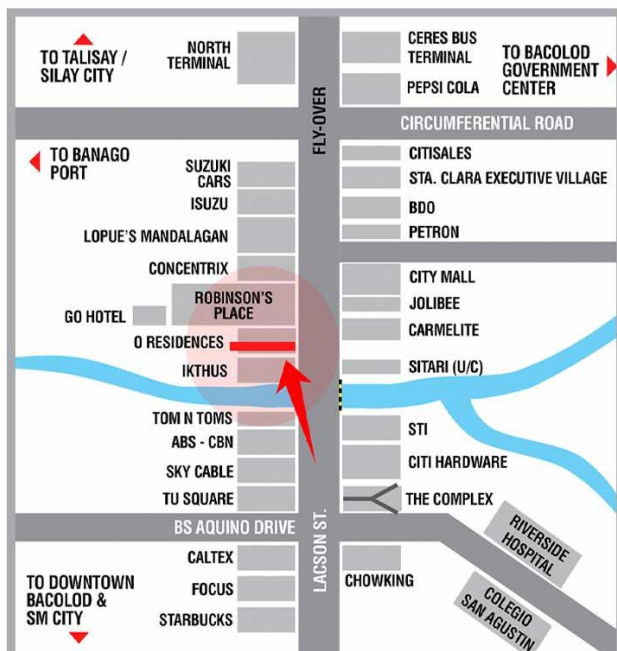 NORTH
TERMINAL
CERES BUS
TERMINAL
TO TALISAY /
SILAY CITY
TO BACOLOD
GOVERNMENT
CENTER
PEPSI COLA
FLY-OVER
CIRCUMFERENTIAL ROAD
TO BANAGO
PORT
CITISALES
SUZUKI
CARS
STA. CLARA EXECUTIVE VILLAGE
ISUZU
BDO
LOPUE'S MANDALAGAN
PETRON
CONCENTRIX
CITY MALL
ROBINSON'S
PLACE
JOLIBEE
GO HOTEL
CARMELITE
O RESIDENCES
IKTHUS
SITARI (U/C)
TOM N TOMS
STI
ABS - CBN
CITI HARDWARE
SKY CABLE
TU SQUARE
THE COMPLEX
BS AQUINO DRIVE
LACSON ST.
RIVERSIDE
HOSPITAL
CALTEX
CHOWKING
TO DOWNTOWN
BACOLOD &
SM CITY
FOCUS
COLEGIO
SAN AGUSTIN
STARBUCKS